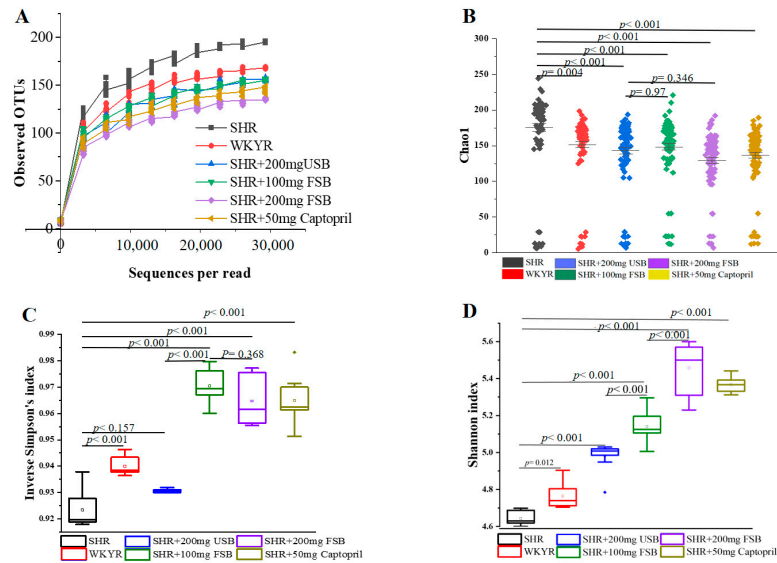 A
Observed OTUs
200
150
100
50
0
SHR
WKYR
SHR+200mgUSB
SHR+100mg FSB
SHR+200mg FSB
SHR+50mg Captopril
0
10,000
20,000
30,000
Sequences per read
B
p< 0.001
p< 0.001
p< 0.001
p< 0.001
p= 0.346
p= 0.004
p= 0.97
Chao1
300
250
200
150
100
50
0
SHR
SHR+200mg USB
SHR+200mg FSB
WKYR
SHR+100mg FSB
SHR+50mg Captopril
C
p< 0.001
p< 0.001
p< 0.001
p< 0.001
P= 0.368
p< 0.157
p< 0.001
Inverse Simpson's index
0.99
0.98
0.97
0.96
0.95
0.94
0.93
0.92
SHR
SHR+200mg USB
SHR+200mg FSB
WKYR
SHR+100mg FSB
SHR+50mg Captopril
D
p< 0.001
p< 0.001
p< 0.001
p< 0.001
p< 0.001
p< 0.001
p= 0.012
Shannon index
5.6
5.4
5.2
5.0
4.8
4.6
SHR
SHR+200mg USB
SHR+200mg FSB
WKYR
SHR+100mg FSB
SHR+50mg Captopril